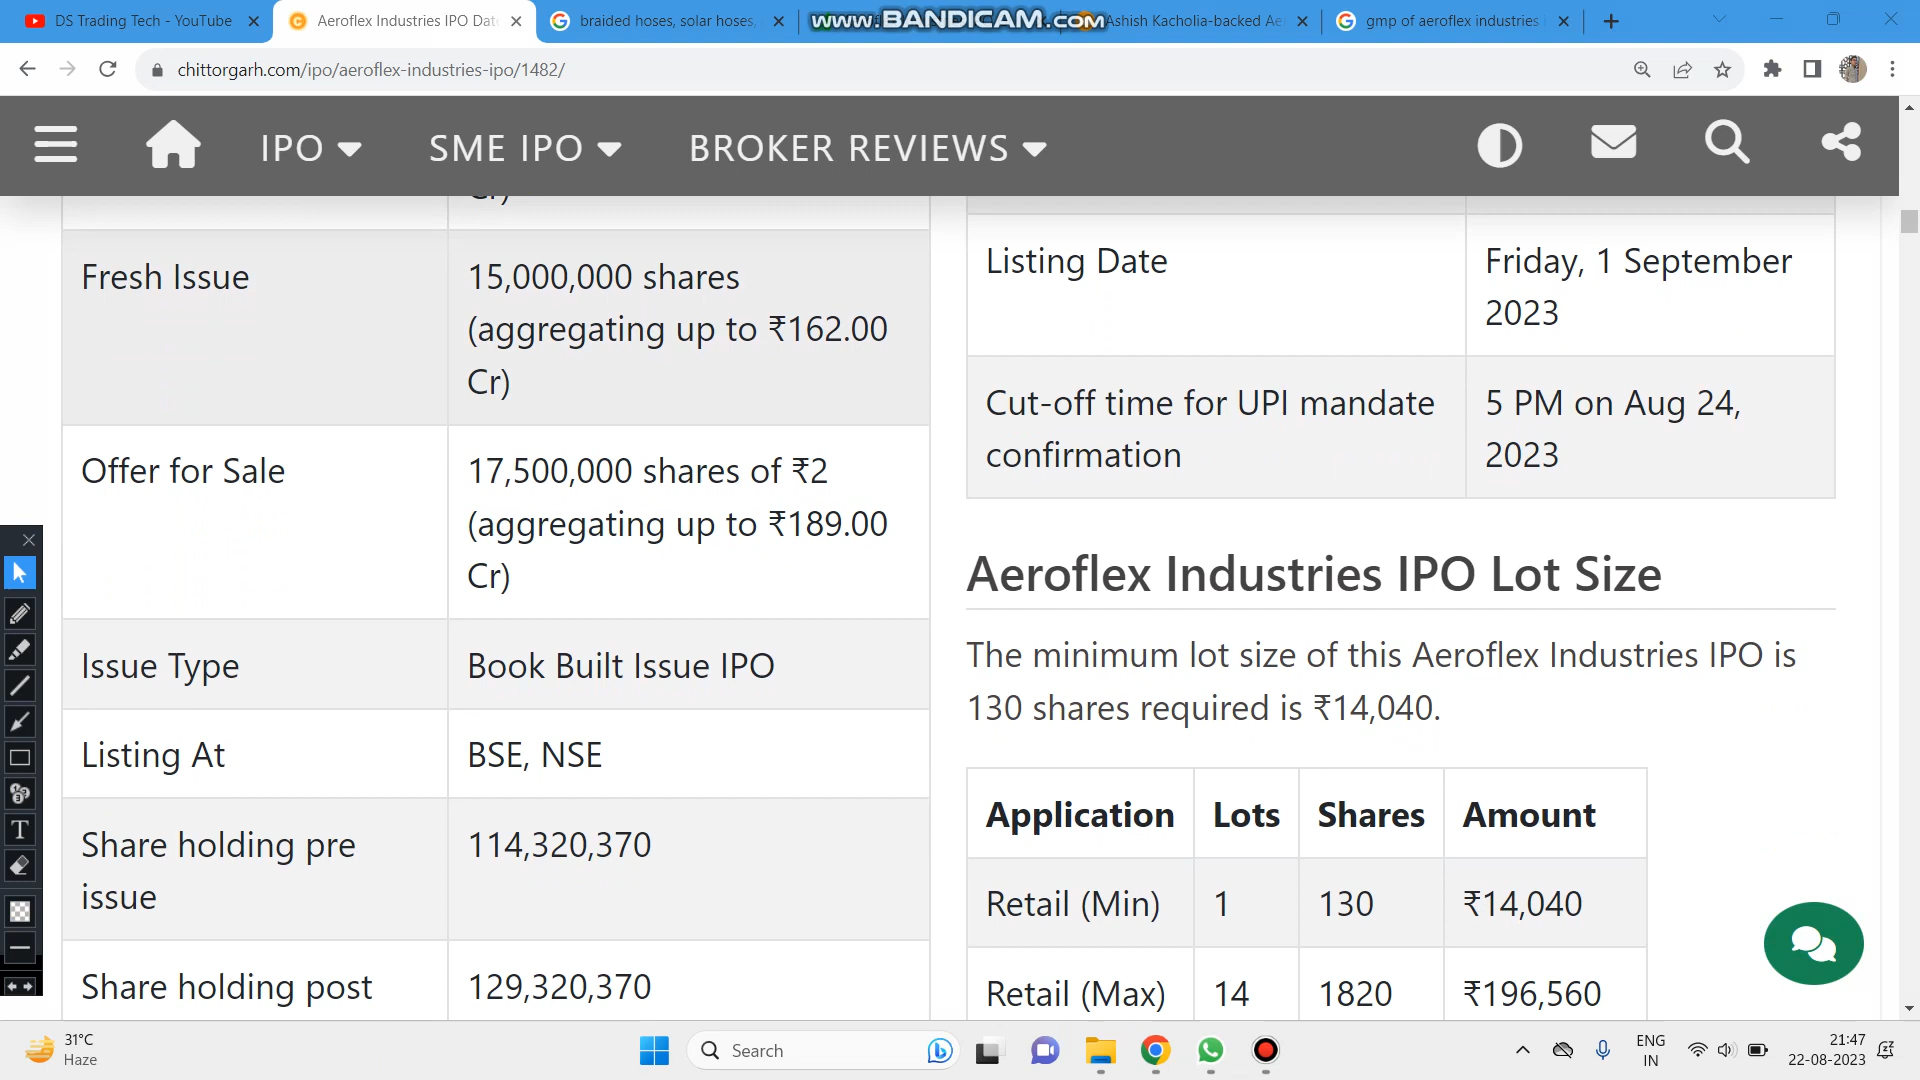 DS Trading Tech - YouTube
Aeroflex Industries IPO Dat
braided hoses, solar hoses,
www.BANDICAM.com
Ashish Kacholia-backed Ae
gmp of aeroflex industries
chittorgarh.com/ipo/aeroflex-industries-ipo/1482/
IPO
SME IPO
BROKER REVIEWS
Cr)
Fresh Issue
15,000,000 shares
(aggregating up to ₹162.00
Cr)
Offer for Sale
17,500,000 shares of ₹2
(aggregating up to ₹189.00
Cr)
Issue Type
Book Built Issue IPO
Listing At
BSE, NSE
Share holding pre
issue
114,320,370
Share holding post
129,320,370
Listing Date
Friday, 1 September
2023
Cut-off time for UPI mandate
confirmation
5 PM on Aug 24,
2023
Aeroflex Industries IPO Lot Size
The minimum lot size of this Aeroflex Industries IPO is
130 shares required is ₹14,040.
Application Lots Shares Amount
Retail (Min) 1 130 ₹14,040
Retail (Max) 14 1820 ₹196,560
T
31°C
Haze
Search
ENG
IN
21:47
22-08-2023